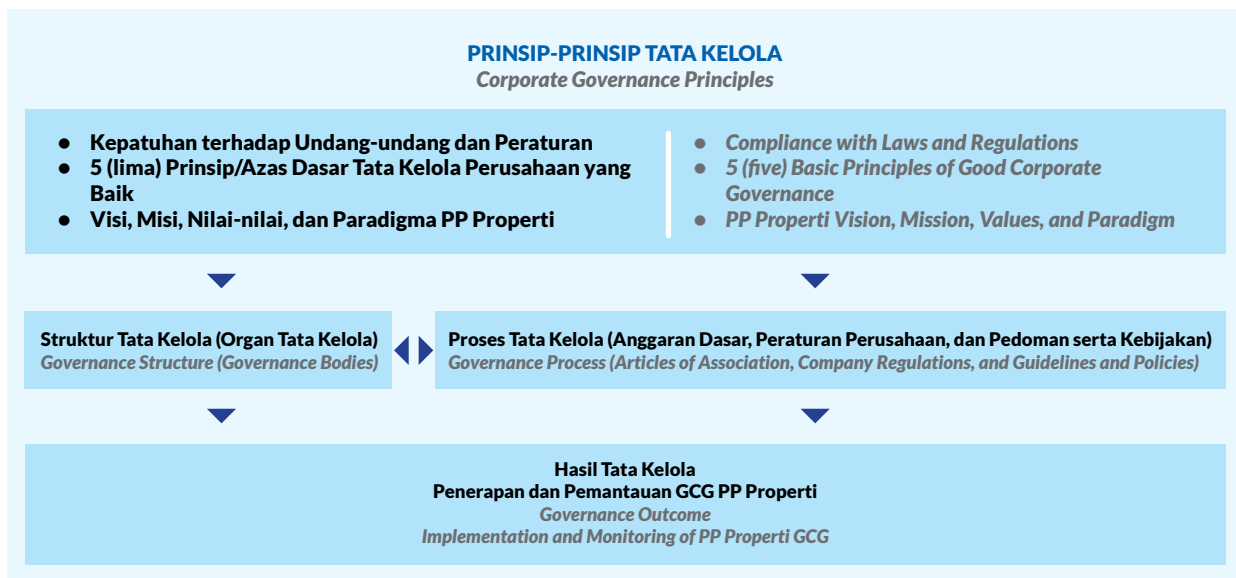 PRINSIP-PRINSIP TATA KELOLA
Corporate Governance Principles
● Kepatuhan terhadap Undang-undang dan Peraturan
● 5 (lima) Prinsip/Azas Dasar Tata Kelola Perusahaan yang
Baik
● Visi, Misi, Nilai-nilai, dan Paradigma PP Properti
● Compliance with Laws and Regulations
● 5 (five) Basic Principles of Good Corporate
Governance
● PP Properti Vision, Mission, Values, and Paradigm
Struktur Tata Kelola (Organ Tata Kelola)
Governance Structure (Governance Bodies)
Proses Tata Kelola (Anggaran Dasar, Peraturan Perusahaan, dan Pedoman serta Kebijakan)
Governance Process (Articles of Association, Company Regulations, and Guidelines and Policies)
Hasil Tata Kelola
Penerapan dan Pemantauan GCG PP Properti
Governance Outcome
Implementation and Monitoring of PP Properti GCG